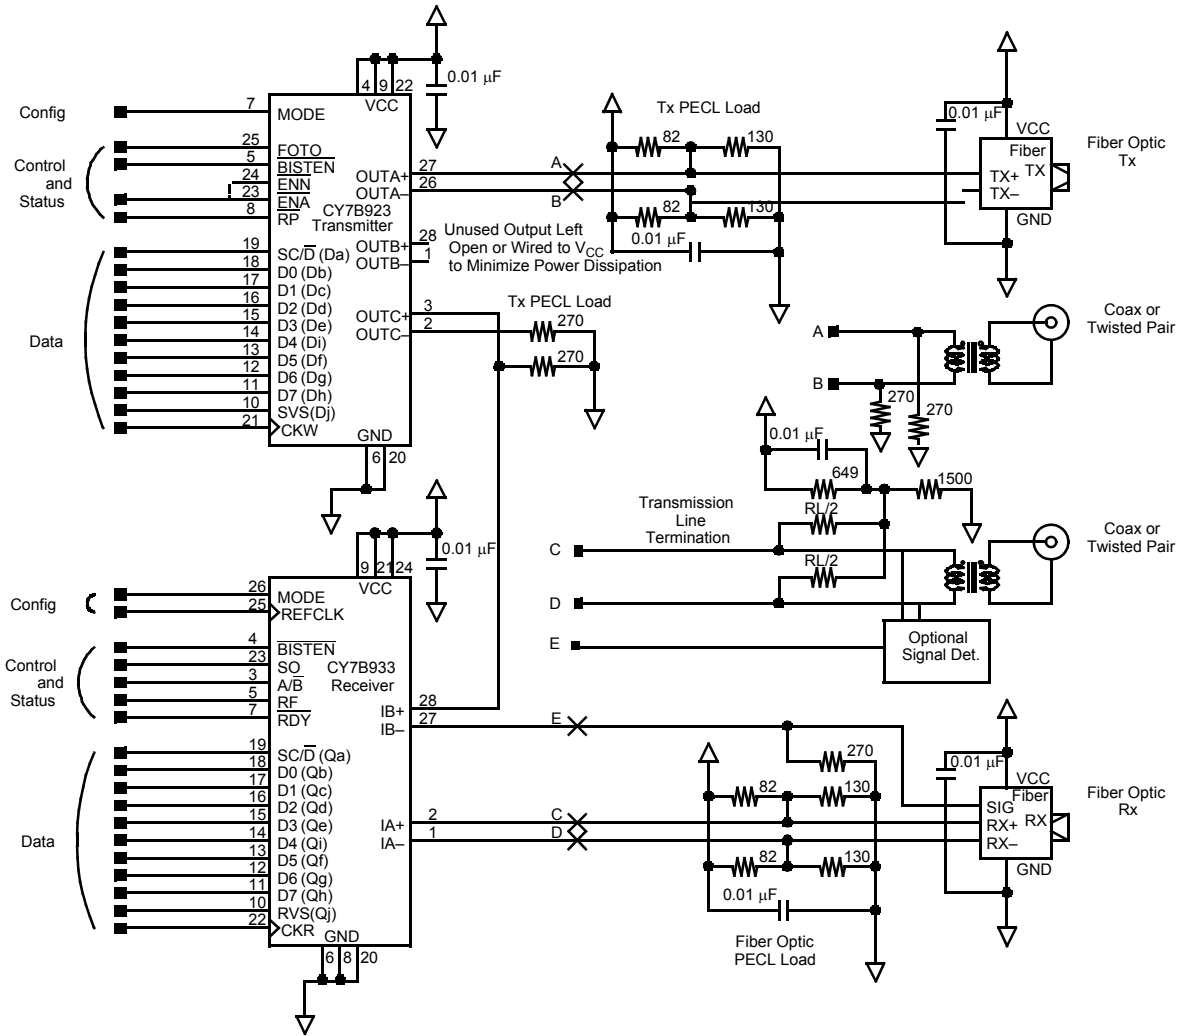 0.01 μF
4 9 22
VCC
Config
7
MODE
Control
and
Status
25
FOTO
5
BISTEN
24
ENN
23
ENA
8
RP
CY7B923
Transmitter
OUTA+
27
OUTA–
26
OUTB+
28
OUTB–
1
OUTC+
3
OUTC–
2
Data
19
SC/D (Da)
18
D0 (Db)
17
D1 (Dc)
16
D2 (Dd)
15
D3 (De)
14
D4 (Di)
13
D5 (Df)
12
D6 (Dg)
11
D7 (Dh)
10
SVS(Dj)
21
CKW
GND
6 20
Unused Output Left
Open or Wired to VCC
to Minimize Power Dissipation
Tx PECL Load
270
270
A
B
Tx PECL Load
82
130
82
130
0.01 μF
0.01 μF
VCC
Fiber
TX
TX+
TX–
GND
Fiber Optic
Tx
A
B
270
270
Coax or
Twisted Pair
0.01 μF
649
1500
RL/2
RL/2
Transmission
Line
Termination
C
D
E
Optional
Signal Det.
Coax or
Twisted Pair
0.01 μF
9 21 24
VCC
Config
26
MODE
25
REFCLK
Control
and
Status
4
BISTEN
23
SO
3
A/B
5
RF
7
RDY
CY7B933
Receiver
IB+
28
IB–
27
IA+
2
IA–
1
Data
19
SC/D (Qa)
18
D0 (Qb)
17
D1 (Qc)
16
D2 (Qd)
15
D3 (Qe)
14
D4 (Qi)
13
D5 (Qf)
12
D6 (Qg)
11
D7 (Qh)
10
RVS(Qj)
22
CKR
GND
6 8 20
E
C
D
270
82
130
82
130
0.01 μF
Fiber Optic
PECL Load
0.01 μF
VCC
Fiber
RX
SIG
RX+
RX–
GND
Fiber Optic
Rx